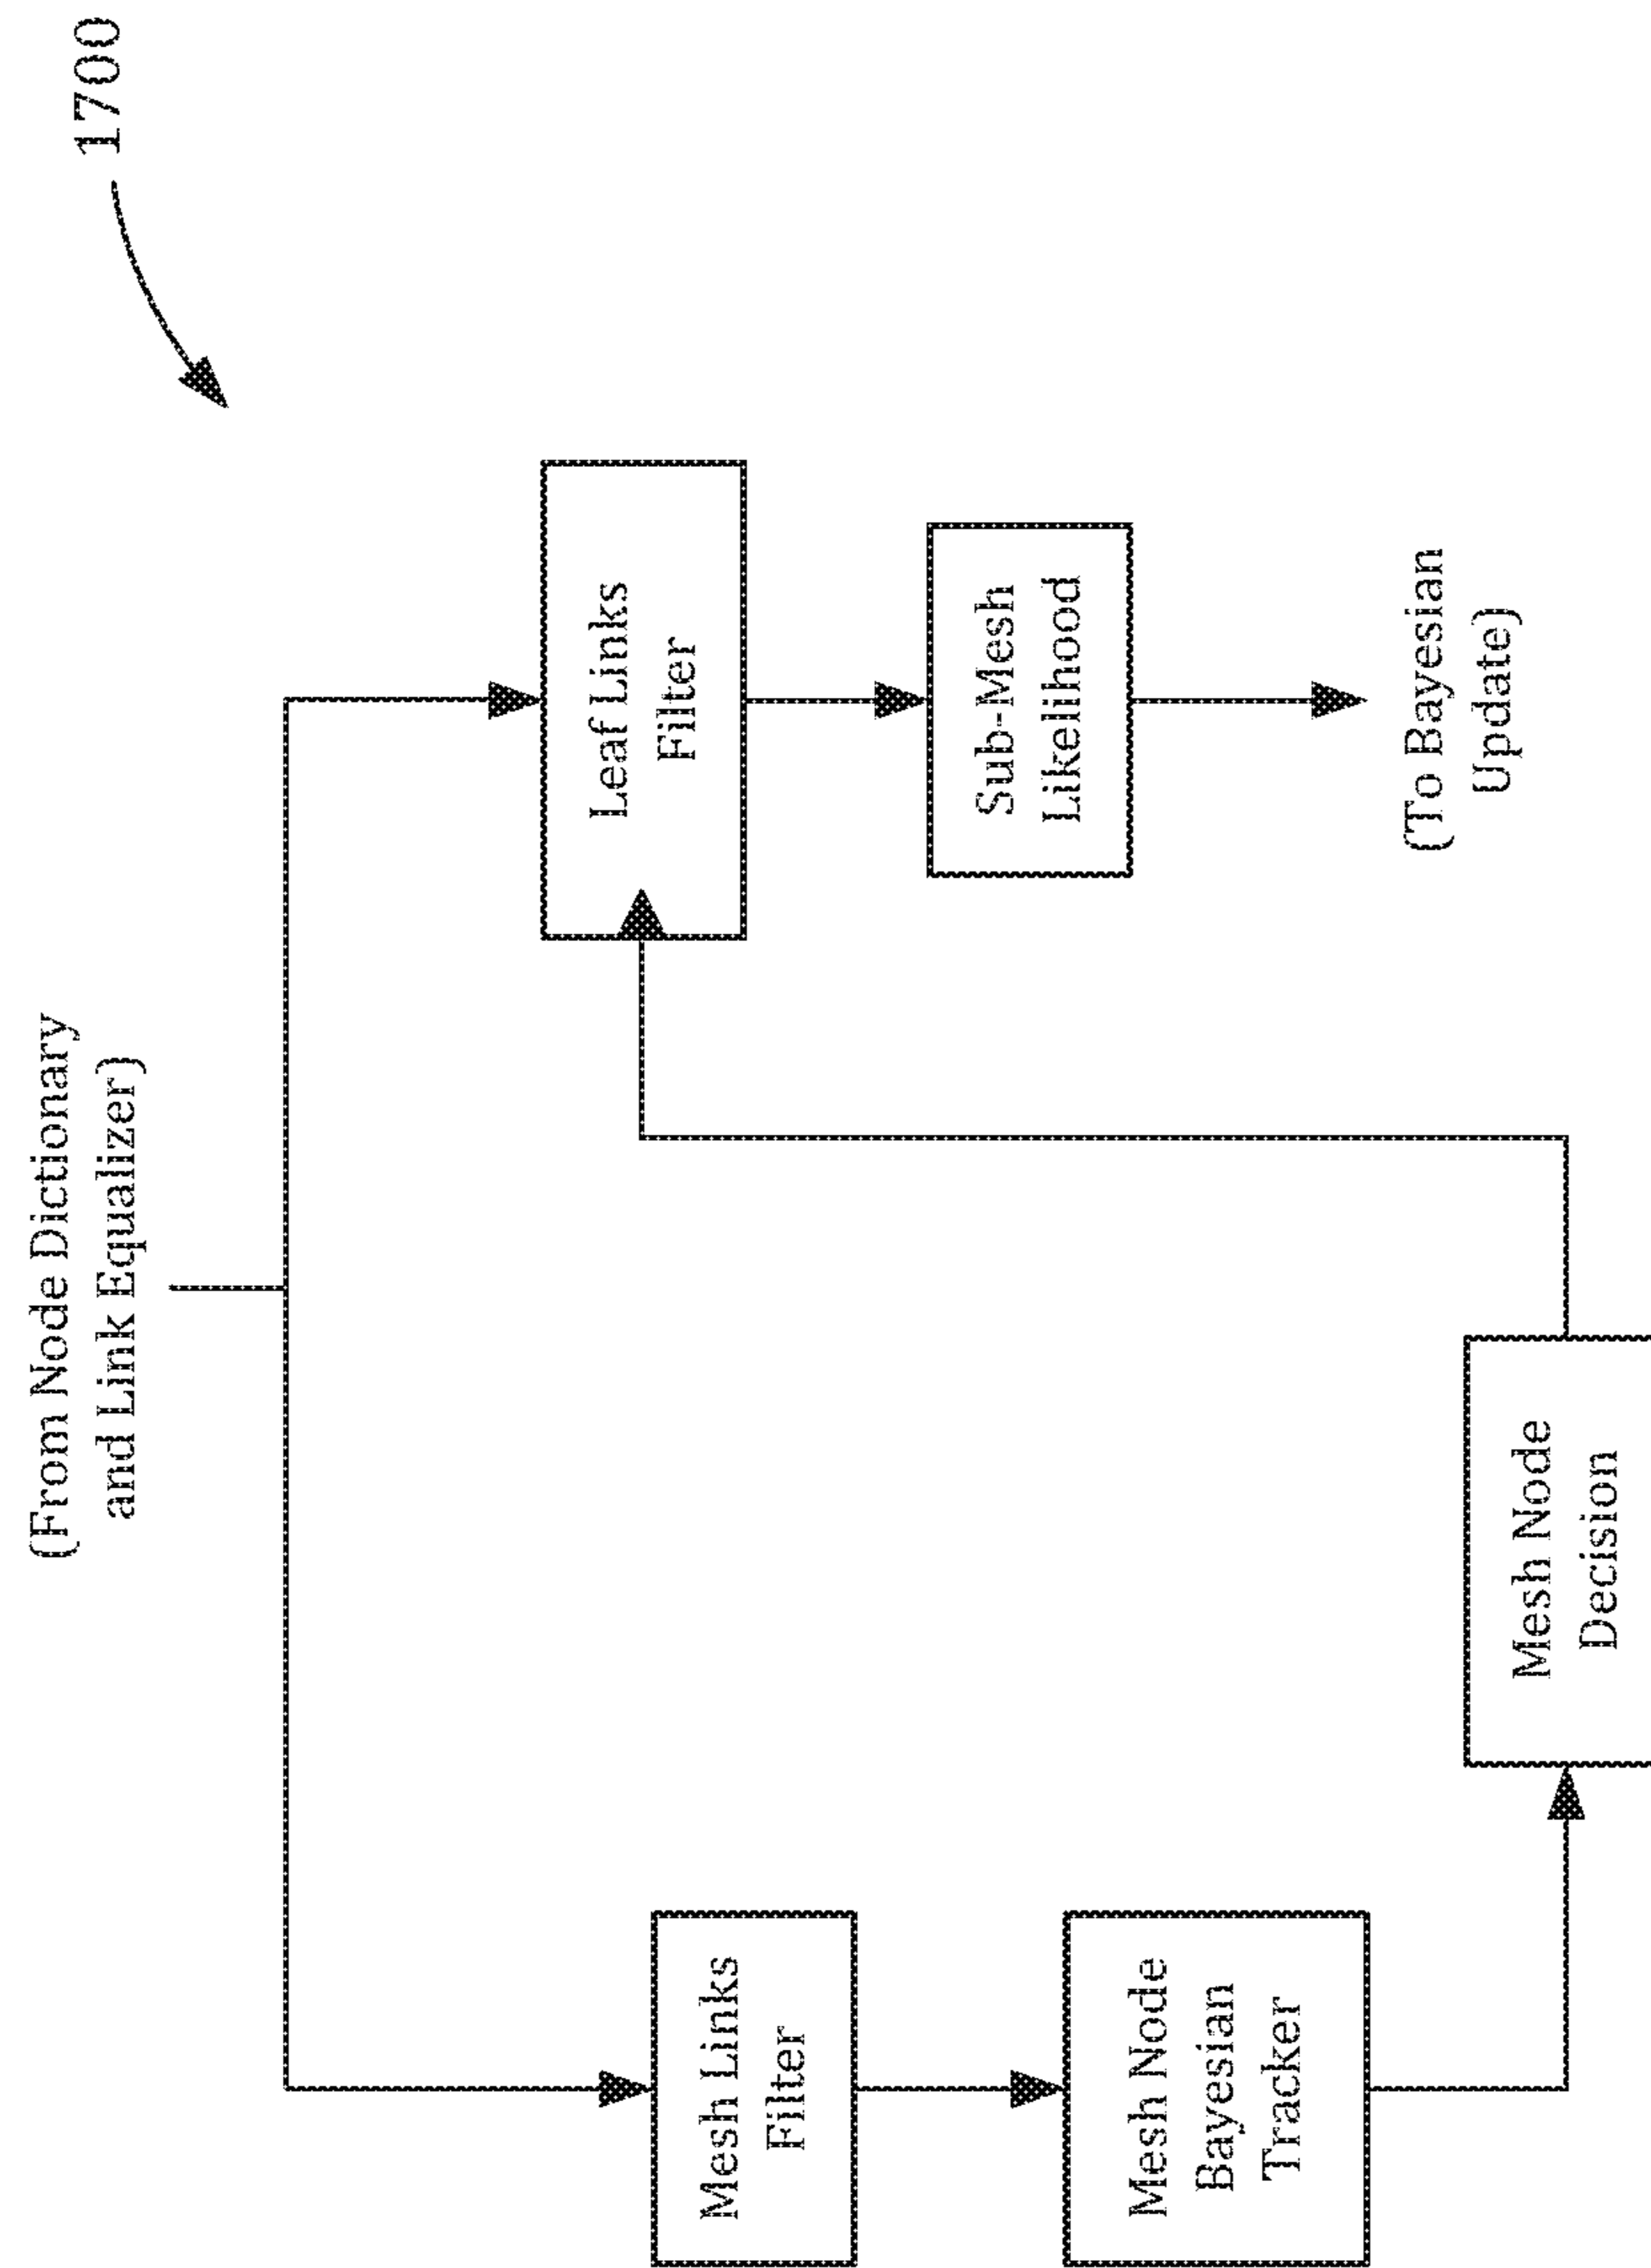 1700
(From Node Dictionary
and Link Equalizer)
Mesh Links
Filter
Mesh Node
Bayesian
Tracker
Mesh Node
Decision
Leaf Links
Filter
Sub-Mesh
Likelihood
(To Bayesian
Update)